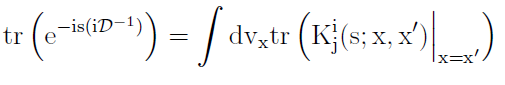 tr(e^{-is(i𝒟^{-1})}) = ∫ dv_x tr(K^i_j(s; x, x′)|_{x=x′})